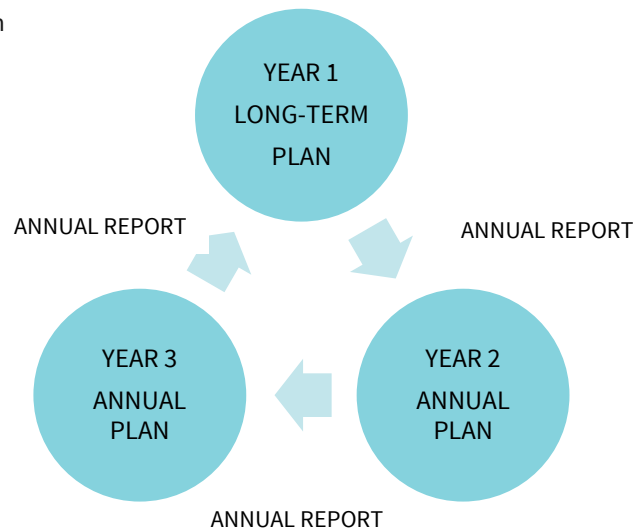 YEAR 1
LONG-TERM
PLAN
ANNUAL REPORT
ANNUAL REPORT
YEAR 3
ANNUAL
PLAN
YEAR 2
ANNUAL
PLAN
ANNUAL REPORT